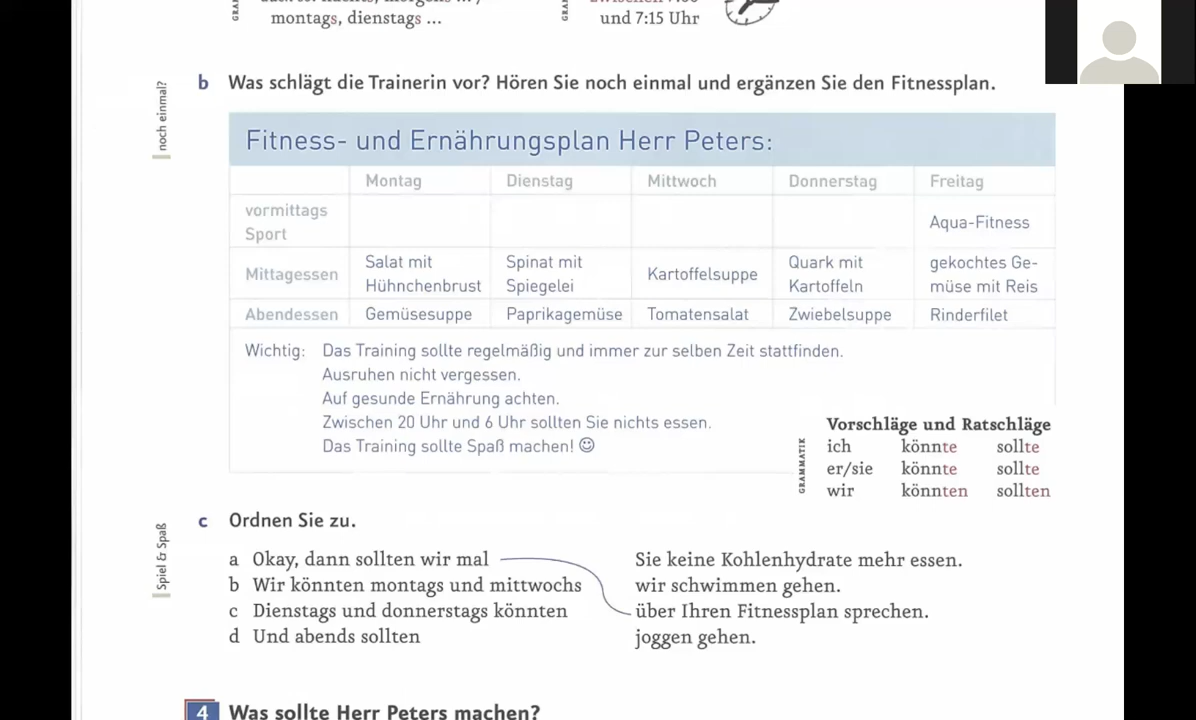 montags, dienstags ...
und 7:15 Uhr
b Was schlägt die Trainerin vor? Hören Sie noch einmal und ergänzen Sie den Fitnessplan.
noch einmal?
Fitness- und Ernährungsplan Herr Peters:
Montag Dienstag Mittwoch Donnerstag Freitag
vormittags
Sport
Aqua-Fitness
Mittagessen
Salat mit
Hühnchenbrust
Spinat mit
Spiegelei
Kartoffelsuppe
Quark mit
Kartoffeln
gekochtes Ge-
müse mit Reis
Abendessen Gemüsesuppe Paprikagemüse Tomatensalat Zwiebelsuppe Rinderfilet
Wichtig: Das Training sollte regelmäßig und immer zur selben Zeit stattfinden.
Ausruhen nicht vergessen.
Auf gesunde Ernährung achten.
Zwischen 20 Uhr und 6 Uhr sollten Sie nichts essen.
Das Training sollte Spaß machen! ☺
GRAMMATIK
Vorschläge und Ratschläge
ich könnte sollte
er/sie könnte sollte
wir könnten sollten
Spiel & Spaß
c Ordnen Sie zu.
a Okay, dann sollten wir mal Sie keine Kohlenhydrate mehr essen.
b Wir könnten montags und mittwochs wir schwimmen gehen.
c Dienstags und donnerstags könnten über Ihren Fitnessplan sprechen.
d Und abends sollten joggen gehen.
4 Was sollte Herr Peters machen?